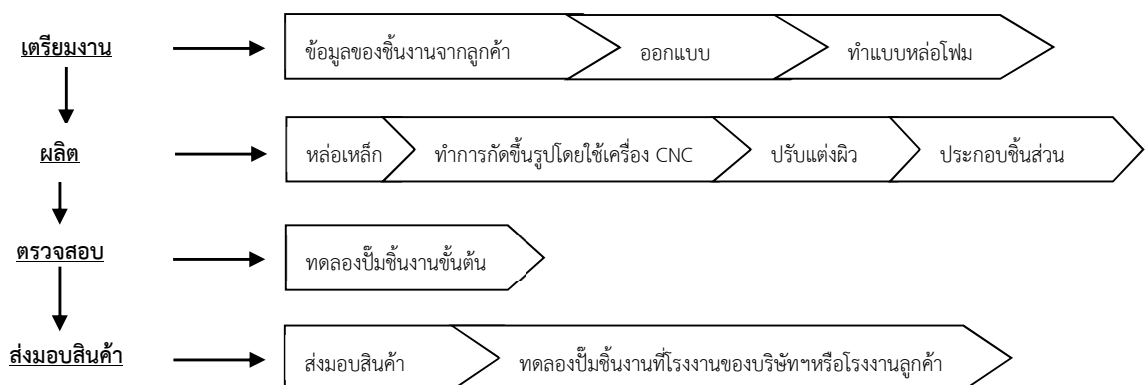 เตรียมงาน
ข้อมูลของชิ้นงานจากลูกค้า
ออกแบบ
ทำแบบหล่อโฟม
ผลิต
หล่อเหล็ก
ทำการกัดขึ้นรูปโดยใช้เครื่อง CNC
ปรับแต่งผิว
ประกอบชิ้นส่วน
ตรวจสอบ
ทดลองปั๊มชิ้นงานขั้นต้น
ส่งมอบสินค้า
ส่งมอบสินค้า
ทดลองปั๊มชิ้นงานที่โรงงานของบริษัทฯหรือโรงงานลูกค้า